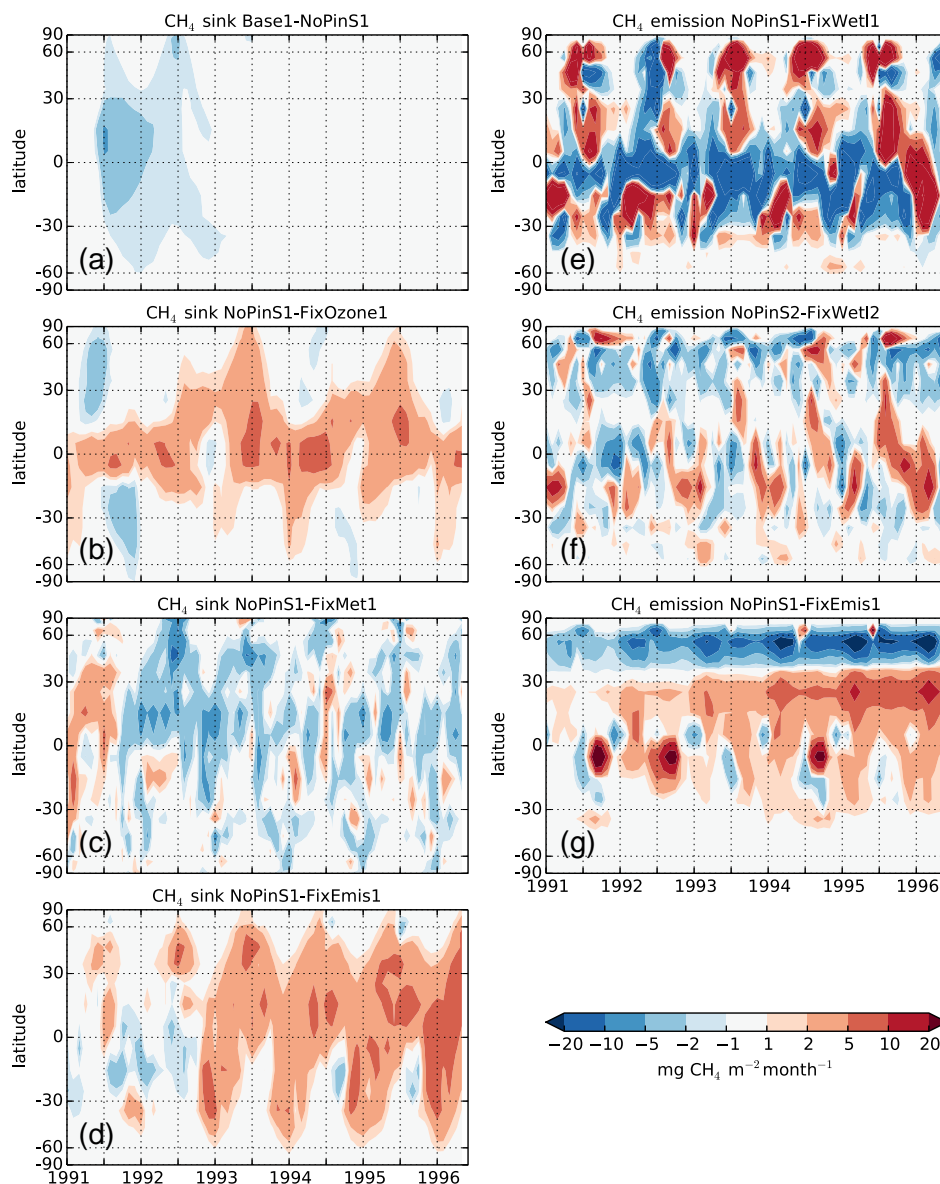 CH₄ sink Base1-NoPinS1
90
60
30
0
-30
-60
-90
latitude
(a)
CH₄ sink NoPinS1-FixOzone1
90
60
30
0
-30
-60
-90
latitude
(b)
CH₄ sink NoPinS1-FixMet1
90
60
30
0
-30
-60
-90
latitude
(c)
CH₄ sink NoPinS1-FixEmis1
90
60
30
0
-30
-60
-90
latitude
(d)
1991 1992 1993 1994 1995 1996
CH₄ emission NoPinS1-FixWetl1
90
60
30
0
-30
-60
-90
latitude
(e)
CH₄ emission NoPinS2-FixWetl2
90
60
30
0
-30
-60
-90
latitude
(f)
CH₄ emission NoPinS1-FixEmis1
90
60
30
0
-30
-60
-90
latitude
(g)
1991 1992 1993 1994 1995 1996
−20 −10 −5 −2 −1 1 2 5 10 20
mg CH₄ m⁻² month⁻¹